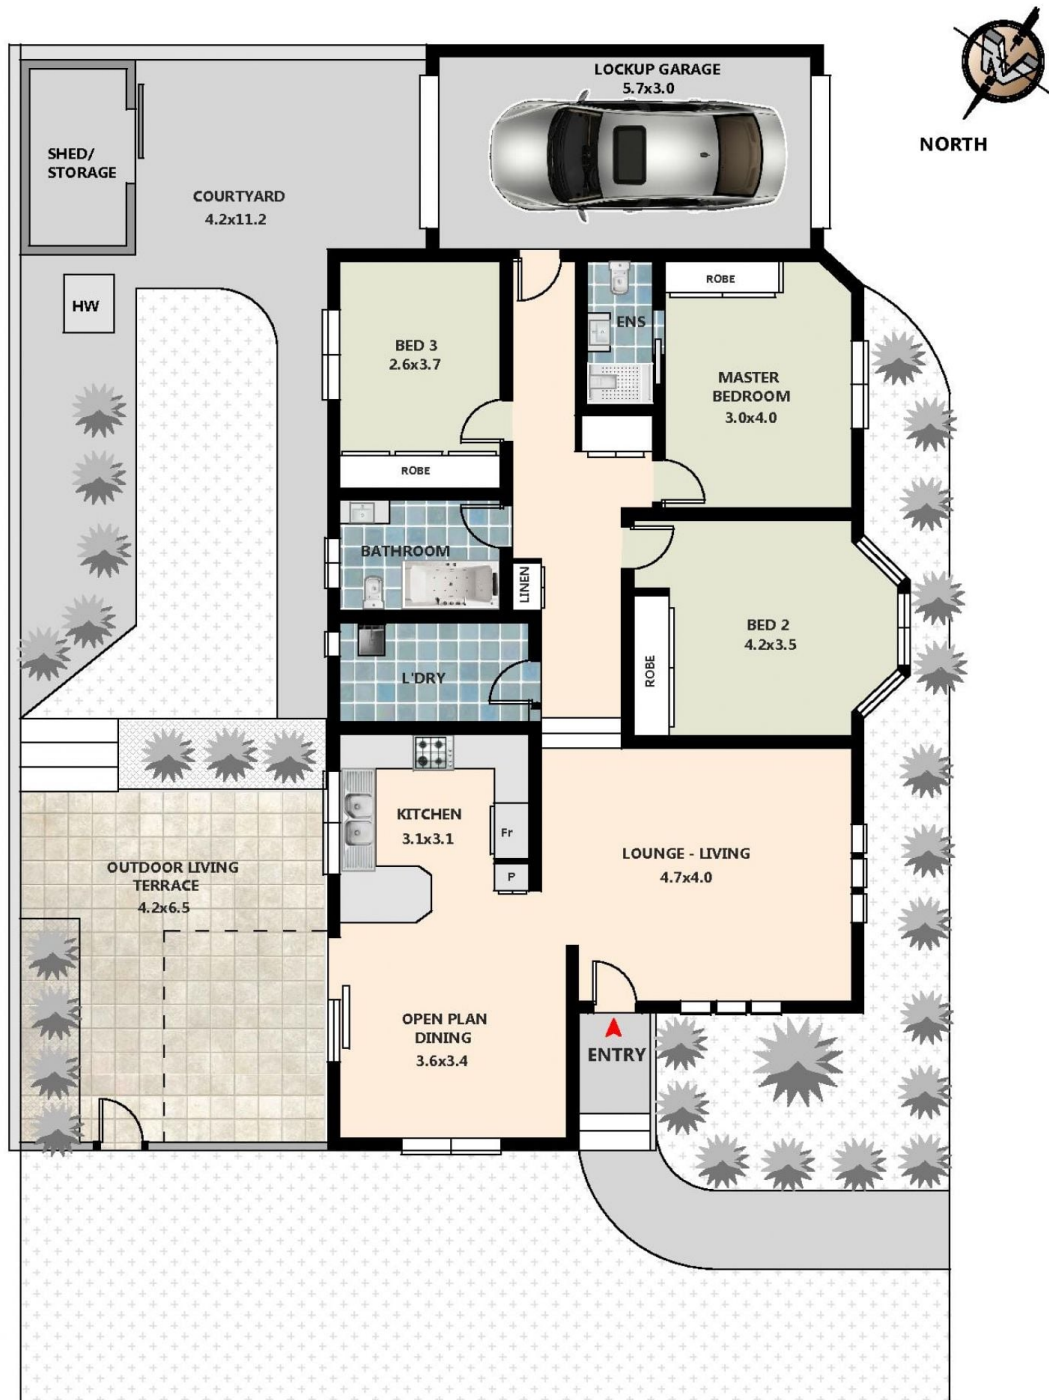 LOCKUP GARAGE
5.7x3.0
N
NORTH
SHED/
STORAGE
COURTYARD
4.2x11.2
HW
BED 3
2.6x3.7
ENS
ROBE
MASTER
BEDROOM
3.0x4.0
ROBE
BATHROOM
LINEN
BED 2
4.2x3.5
ROBE
L'DRY
KITCHEN
3.1x3.1
Fr
P
LOUNGE - LIVING
4.7x4.0
OUTDOOR LIVING
TERRACE
4.2x6.5
OPEN PLAN
DINING
3.6x3.4
ENTRY